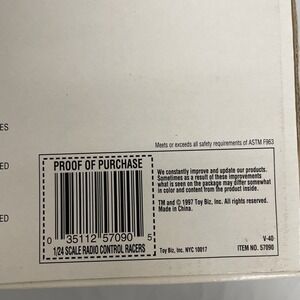 ES
Meets or exceeds all safety requirements of ASTM F963
ED
PROOF OF PURCHASE
We constantly improve and update our products.
Sometimes as a result of these improvements
what is seen on the package may differ somewhat
in color and content from the product inside.
TM and © 1997 Toy Biz, Inc. All rights reserved.
Made in China.
ED
0 35112 57090 5
V-40
1/24 SCALE RADIO CONTROL RACERS
Toy Biz, Inc. NYC 10017
ITEM NO. 57090